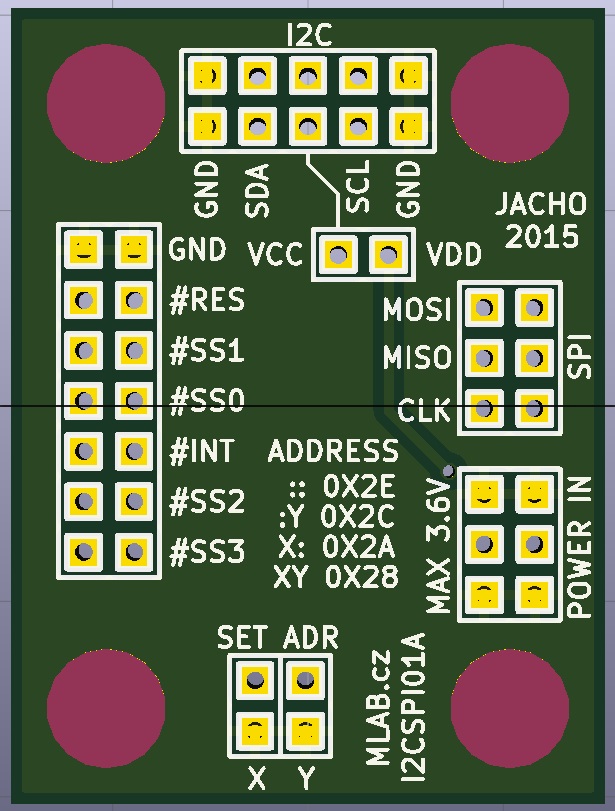 I2C
GND SDA SCL GND
JACHO
2015
VCC VDD
GND
#RES
#SS1
#SS0
#INT
#SS2
#SS3
MOSI
MISO
CLK
SPI
ADDRESS
:: 0X2E
:Y 0X2C
X: 0X2A
XY 0X28
MAX 3.6V
POWER IN
SET ADR
X Y
MLAB.cz
I2CSPI01A